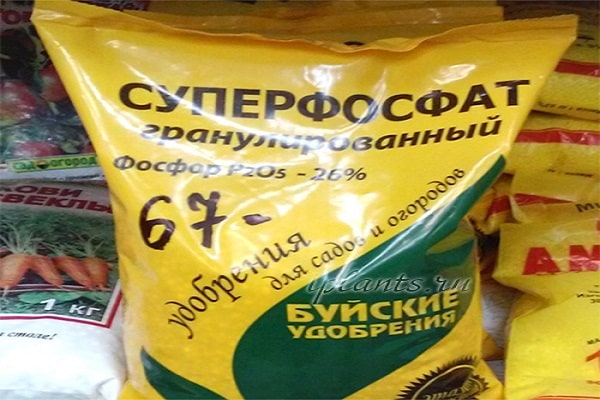 СУПЕРФОСФАТ
гранулированный
Фосфор P2O5 - 26%
67-
удобрения
для садов и огородов
iplants.ru
БУЙСКИЕ
УДОБРЕНИЯ
1 КГ